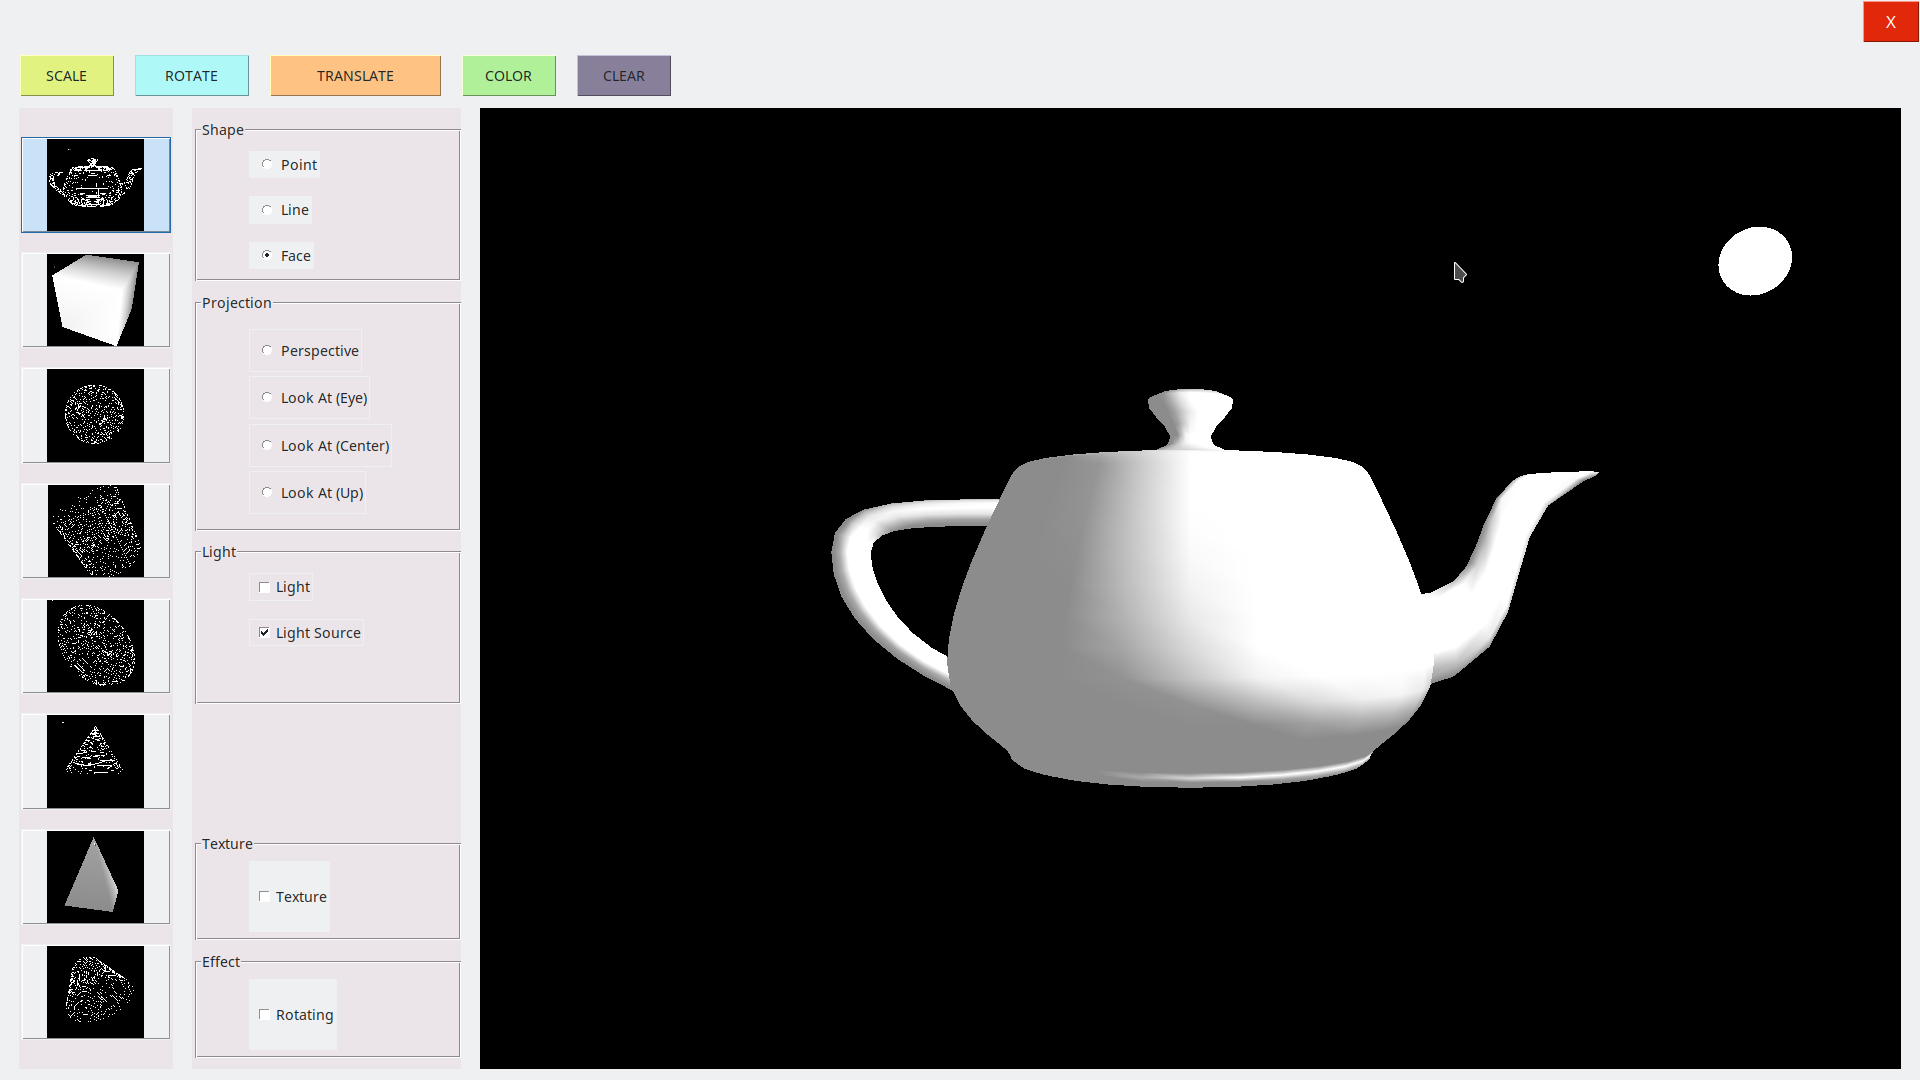 X
SCALE
ROTATE
TRANSLATE
COLOR
CLEAR
Shape
Point
Line
Face
Projection
Perspective
Look At (Eye)
Look At (Center)
Look At (Up)
Light
Light
Light Source
Texture
Texture
Effect
Rotating